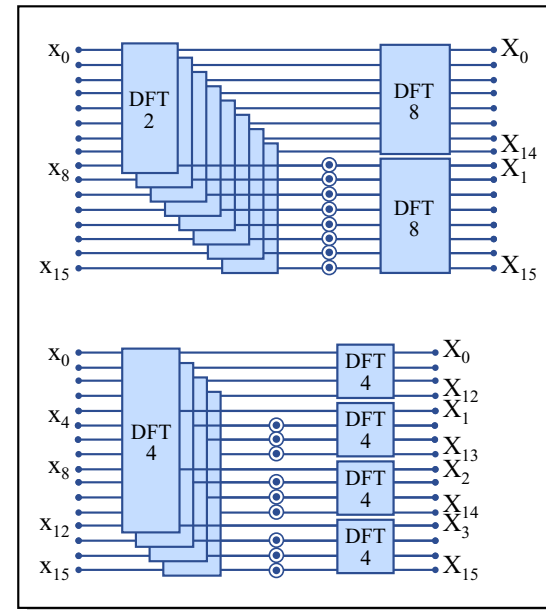 x0 X0
DFT
2
DFT
8
X14
x8 X1
DFT
8
x15 X15
x0 X0
DFT
4
X12
x4 X1
DFT
4
DFT
4
X13
x8 X2
DFT
4
X14
x12 X3
DFT
4
x15 X15